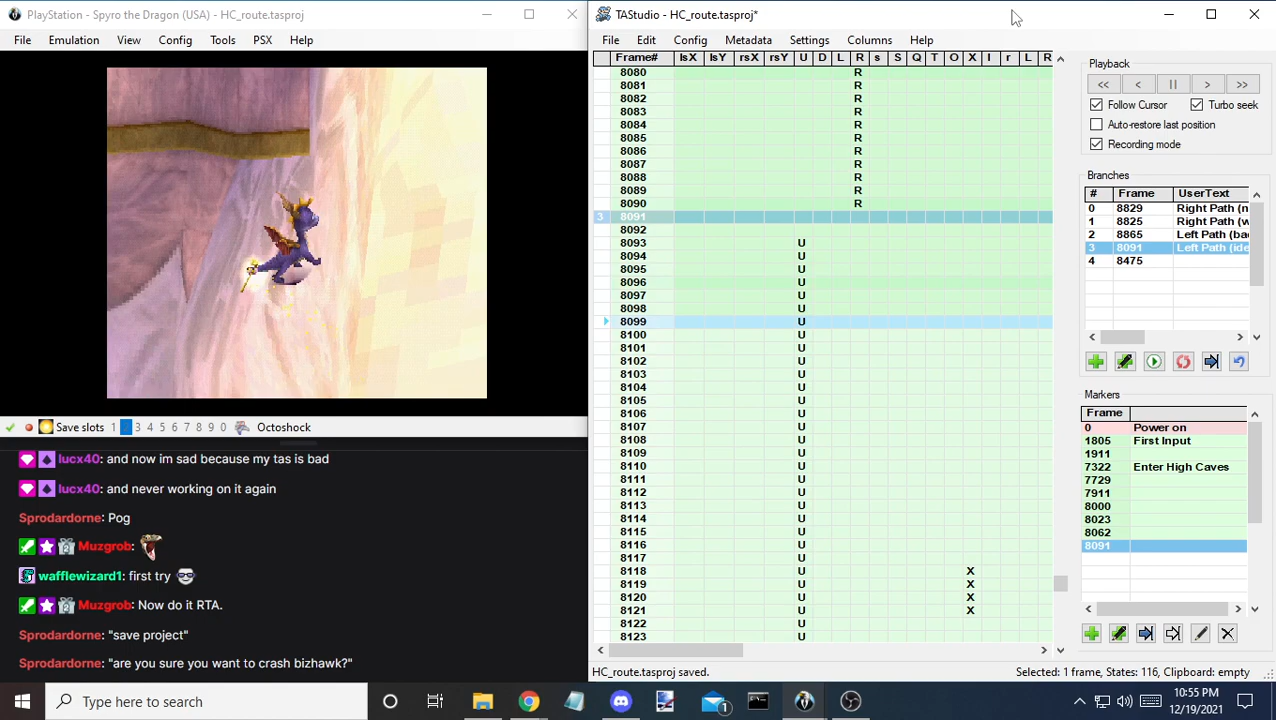 PlayStation - Spyro the Dragon (USA) - HC_route.tasproj
File Emulation View Config Tools PSX Help
Save slots 1 2 3 4 5 6 7 8 9 0 Octoshock
lucx40: and now im sad because my tas is bad
lucx40: and never working on it again
Sprodardorne: Pog
Muzgrob:
wafflewizard1: first try
Muzgrob: Now do it RTA.
Sprodardorne: "save project"
Sprodardorne: "are you sure you want to crash bizhawk?"
TAStudio - HC_route.tasproj*
File Edit Config Metadata Settings Columns Help
Frame# lsX lsY rsX rsY U D L R s S Q T O X l r L R
8080 R
8081 R
8082 R
8083 R
8084 R
8085 R
8086 R
8087 R
8088 R
8089 R
8090 R
3 8091
8092
8093 U
8094 U
8095 U
8096 U
8097 U
8098 U
8099 U
8100 U
8101 U
8102 U
8103 U
8104 U
8105 U
8106 U
8107 U
8108 U
8109 U
8110 U
8111 U
8112 U
8113 U
8114 U
8115 U
8116 U
8117 U
8118 U X
8119 U X
8120 U X
8121 U X
8122 U
8123 U
HC_route.tasproj saved.
Selected: 1 frame, States: 116, Clipboard: empty
Playback
<< < || > >>
Follow Cursor Turbo seek
Auto-restore last position
Recording mode
Branches
# Frame UserText
0 8829 Right Path (n
1 8825 Right Path (w
2 8865 Left Path (ba
3 8091 Left Path (ide
4 8475
Markers
Frame
0 Power on
1805 First Input
1911
7322 Enter High Caves
7729
7911
8000
8023
8062
8091
Type here to search
1
10:55 PM
12/19/2021